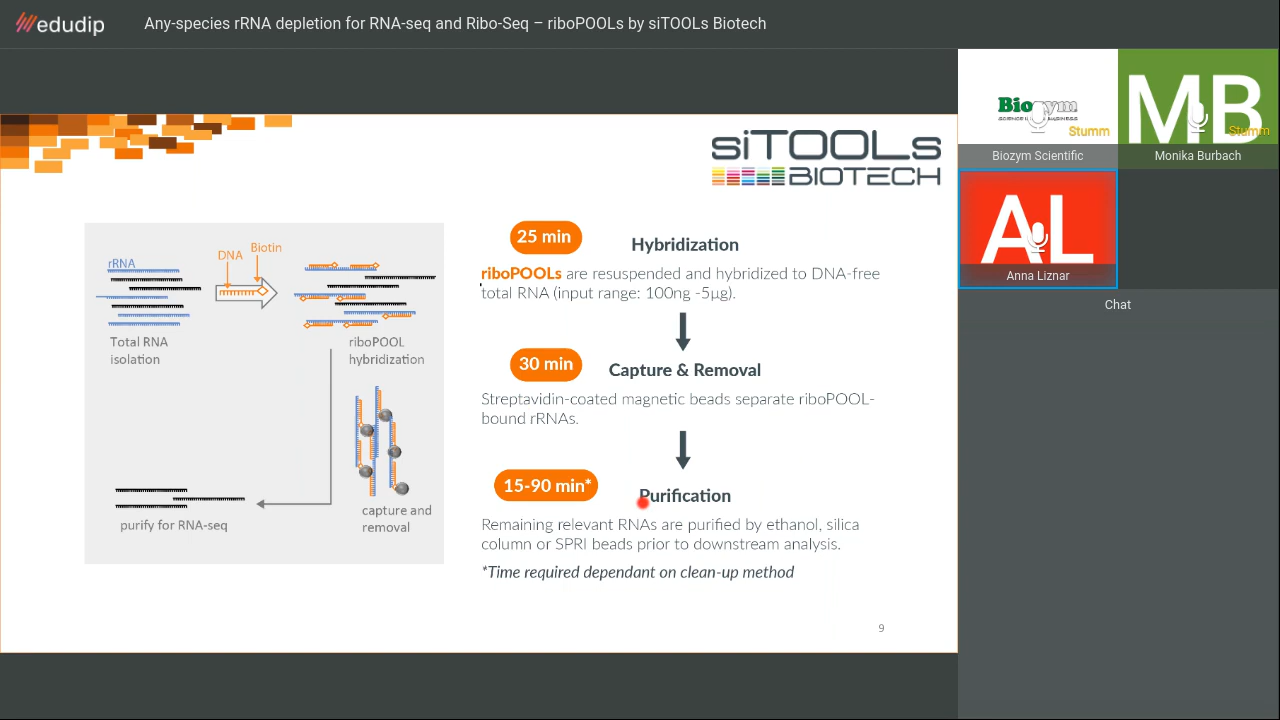 edudip
Any-species rRNA depletion for RNA-seq and Ribo-Seq – riboPOOLs by siTOOLs Biotech
siTOOLs
BIOTECH
rRNA
DNA
Biotin
Total RNA
isolation
riboPOOL
hybridization
capture and
removal
purify for RNA-seq
25 min
Hybridization
riboPOOLs are resuspended and hybridized to DNA-free
total RNA (input range: 100ng -5µg).
30 min
Capture & Removal
Streptavidin-coated magnetic beads separate riboPOOL-
bound rRNAs.
15-90 min*
Purification
Remaining relevant RNAs are purified by ethanol, silica
column or SPRI beads prior to downstream analysis.
*Time required dependant on clean-up method
9
Stumm
Biozym Scientific
MB
Stumm
Monika Burbach
AL
Anna Liznar
Chat